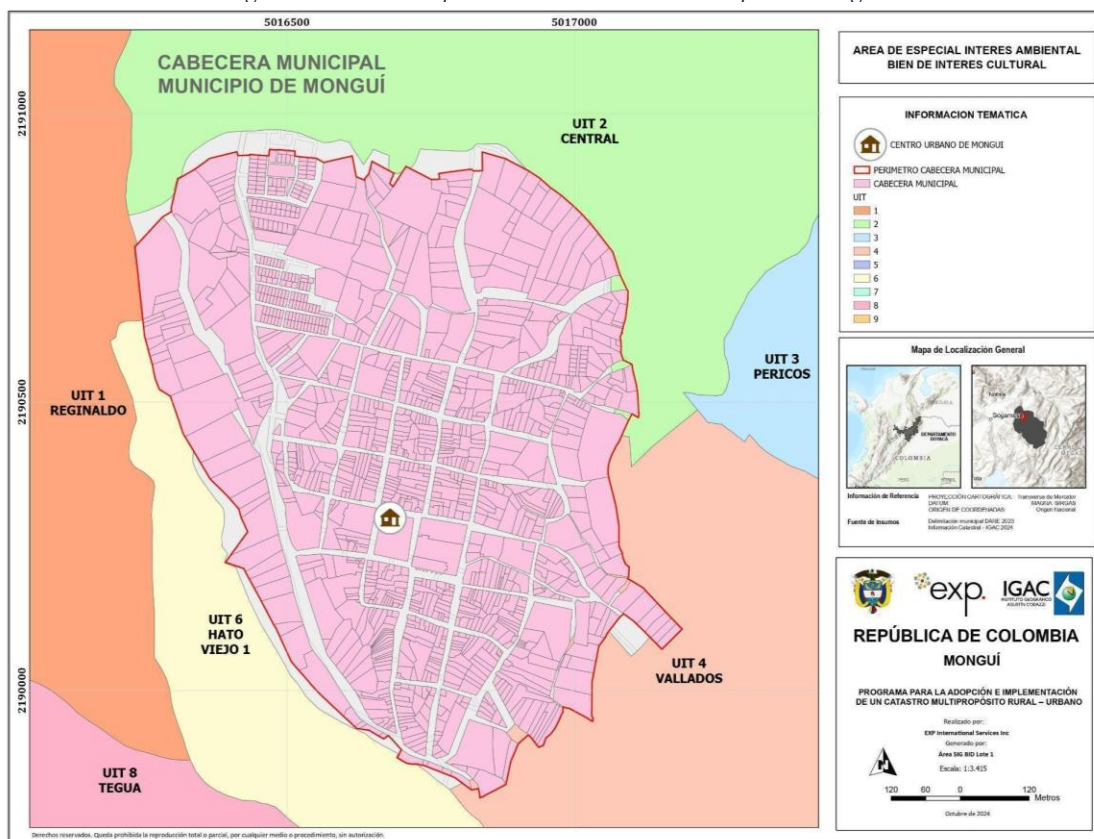 5016500
5017000
CABECERA MUNICIPAL
MUNICIPIO DE MONGUÍ
2191000
2190500
2190000
UIT 2
CENTRAL
UIT 3
PERICOS
UIT 1
REGINALDO
UIT 6
HATO
VIEJO 1
UIT 4
VALLADOS
UIT 8
TEGUA
AREA DE ESPECIAL INTERES AMBIENTAL
BIEN DE INTERES CULTURAL
INFORMACION TEMATICA
CENTRO URBANO DE MONGUI
PERIMETRO CABECERA MUNICIPAL
CABECERA MUNICIPAL
UIT
1
2
3
4
5
6
7
8
9
Mapa de Localización General
DEPARTAMENTO
BOYACÁ
COLOMBIA
Sogamoso
Información de Referencia
PROYECCIÓN CARTOGRÁFICA: Transversa de Mercator
DATUM: MAGNA SIRGAS
ORIGEN DE COORDENADAS: Origen Nacional
Fuente de Insumos
Delimitación municipal DANE 2023
Información Catastral - IGAC 2024
exp.
IGAC
INSTITUTO GEOGRÁFICO
AGUSTÍN CODAZZI
REPÚBLICA DE COLOMBIA
MONGUÍ
PROGRAMA PARA LA ADOPCIÓN E IMPLEMENTACIÓN
DE UN CATASTRO MULTIPROPÓSITO RURAL – URBANO
Realizado por:
EXP International Services Inc
Generado por:
Área SIG BID Lote 1
Escala: 1:3.415
120 60 0 120
Metros
Octubre de 2024
Derechos reservados. Queda prohibida la reproducción total o parcial, por cualquier medio o procedimiento, sin autorización.